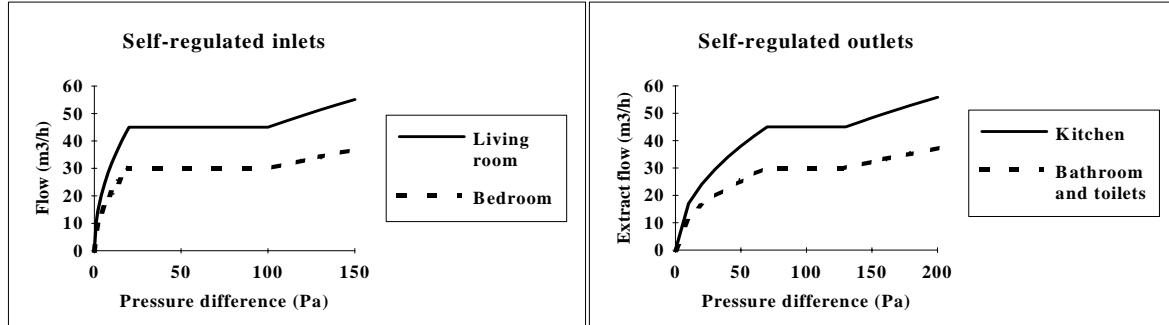 Self-regulated inlets
60
50
40
30
20
10
0
Flow (m3/h)
0 50 100 150
Pressure difference (Pa)
Living
room
Bedroom
Self-regulated outlets
60
50
40
30
20
10
0
Extract flow (m3/h)
0 50 100 150 200
Pressure difference (Pa)
Kitchen
Bathroom
and toilets